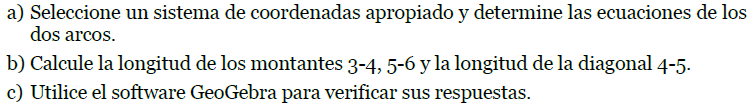 a) Seleccione un sistema de coordenadas apropiado y determine las ecuaciones de los
dos arcos.
b) Calcule la longitud de los montantes 3-4, 5-6 y la longitud de la diagonal 4-5.
c) Utilice el software GeoGebra para verificar sus respuestas.